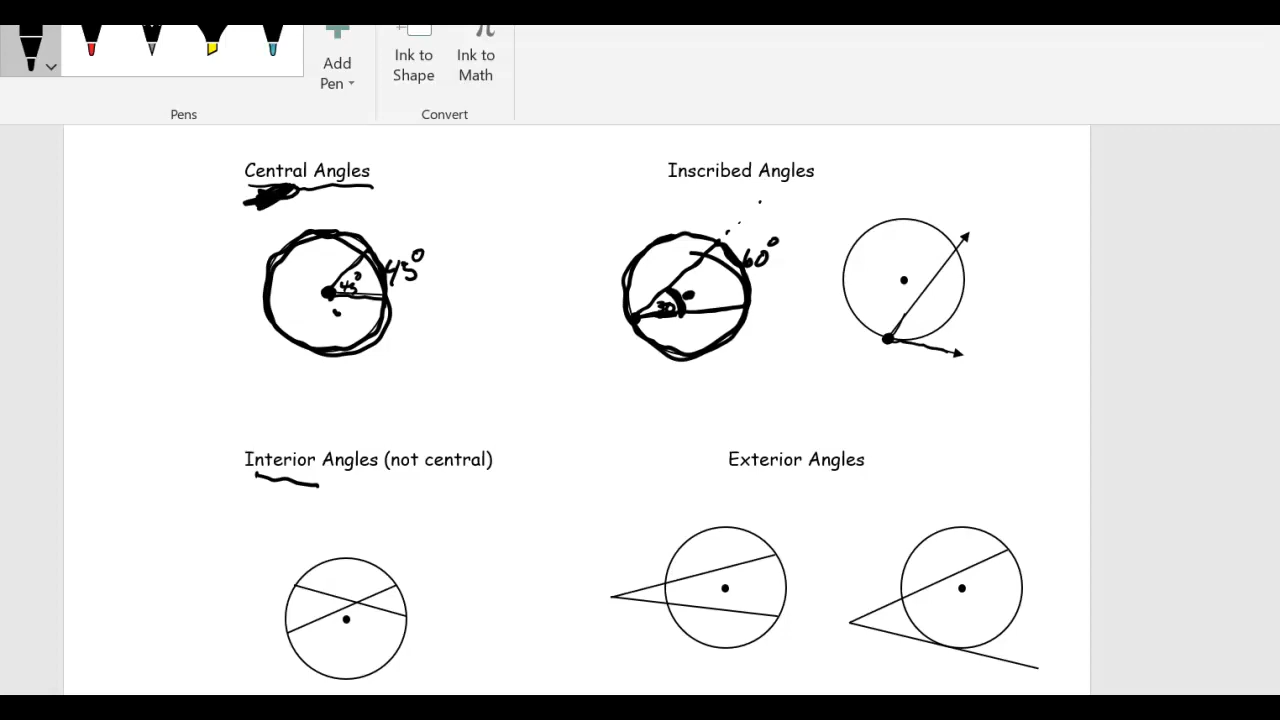 Add
Pen
Ink to
Shape
Ink to
Math
Pens
Convert
Central Angles
Inscribed Angles
45°
45°
60°
30°
Interior Angles (not central)
Exterior Angles